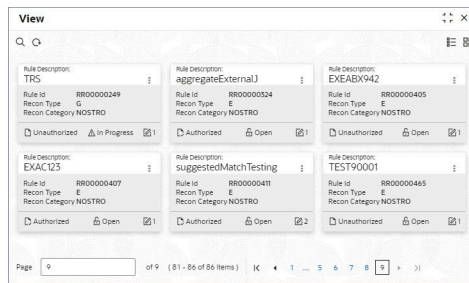 View
Rule Description:
TRS
Rule Id RR00000249
Recon Type G
Recon Category NOSTRO
Unauthorized In Progress 1
Rule Description:
aggregateExternalJ
Rule Id RR00000324
Recon Type E
Recon Category NOSTRO
Authorized Open 1
Rule Description:
EXEABX942
Rule Id RR00000405
Recon Type E
Recon Category NOSTRO
Unauthorized Open 1
Rule Description:
EXAC123
Rule Id RR00000407
Recon Type E
Recon Category NOSTRO
Authorized Open 1
Rule Description:
suggestedMatchTesting
Rule Id RR00000411
Recon Type E
Recon Category NOSTRO
Authorized Open 2
Rule Description:
TEST90001
Rule Id RR00000465
Recon Type E
Recon Category NOSTRO
Unauthorized Open 1
Page 9 of 9 (81 - 86 of 86 items) 1 ... 5 6 7 8 9